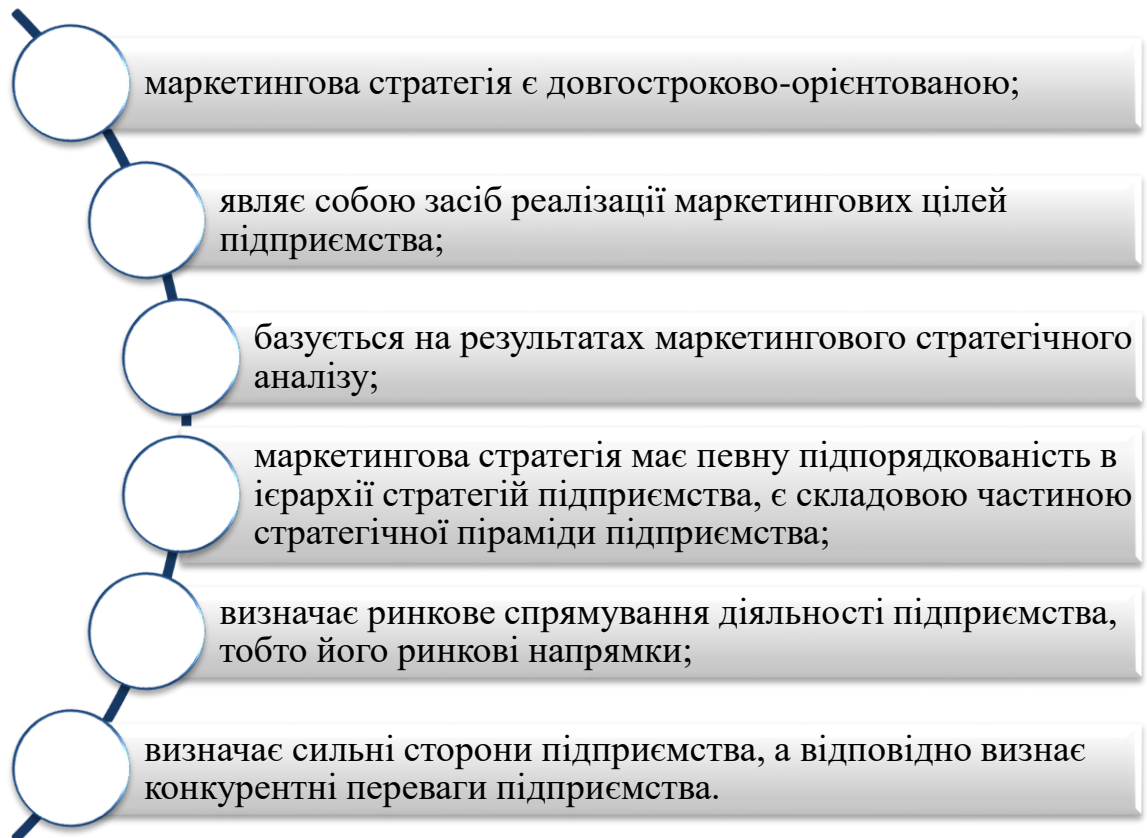 маркетингова стратегія є довгостроково-орієнтованою;
являє собою засіб реалізації маркетингових цілей
підприємства;
базується на результатах маркетингового стратегічного
аналізу;
маркетингова стратегія має певну підпорядкованість в
ієрархії стратегій підприємства, є складовою частиною
стратегічної піраміди підприємства;
визначає ринкове спрямування діяльності підприємства,
тобто його ринкові напрямки;
визначає сильні сторони підприємства, а відповідно визнає
конкурентні переваги підприємства.